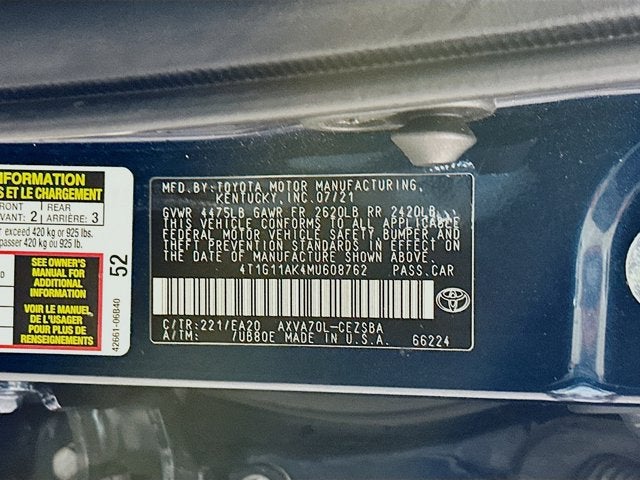 INFORMATION
S ET LE CHARGEMENT
REAR
VANT: 2 ARRIÈRE: 3
er exceed 420 kg or 925 lbs.
passer 420 kg ou 925 lb.
SEE OWNER'S
MANUAL FOR
ADDITIONAL
INFORMATION
VOIR LE MANUEL
DE L'USAGER
POUR PLUS DE
RENSEIGNEMENTS
52
42661-06B40
MFD. BY: TOYOTA MOTOR MANUFACTURING,
KENTUCKY, INC. 07/21
GVWR 4475LB GAWR FR 2620LB RR 2420LB
THIS VEHICLE CONFORMS TO ALL APPLICABLE
FEDERAL MOTOR VEHICLE SAFETY, BUMPER, AND
THEFT PREVENTION STANDARDS IN EFFECT ON
THE DATE OF MANUFACTURE SHOWN ABOVE.
4T1G11AK4MU608762 PASS. CAR
C/TR: 221/EA20 AXVA70L-CEZSBA
A/TM: /UB80E MADE IN U.S.A. 66224